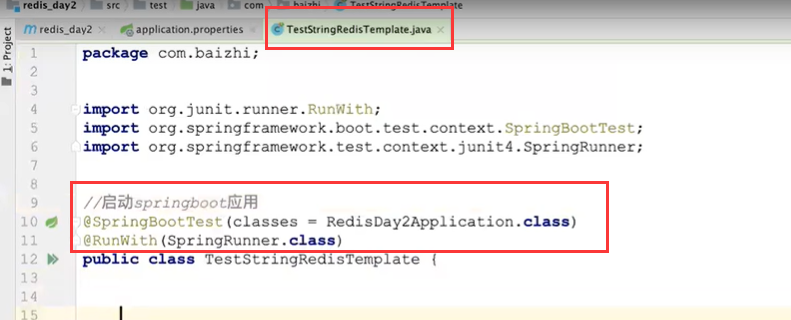 redis_day2 src test java com baizhi TestStringRedisTemplate
redis_day2 × application.properties × TestStringRedisTemplate.java ×
1: Project
1 package com.baizhi;
2
3
4 import org.junit.runner.RunWith;
5 import org.springframework.boot.test.context.SpringBootTest;
6 import org.springframework.test.context.junit4.SpringRunner;
7
8
9 //启动springboot应用
10 @SpringBootTest(classes = RedisDay2Application.class)
11 @RunWith(SpringRunner.class)
12 public class TestStringRedisTemplate {
13
14
15